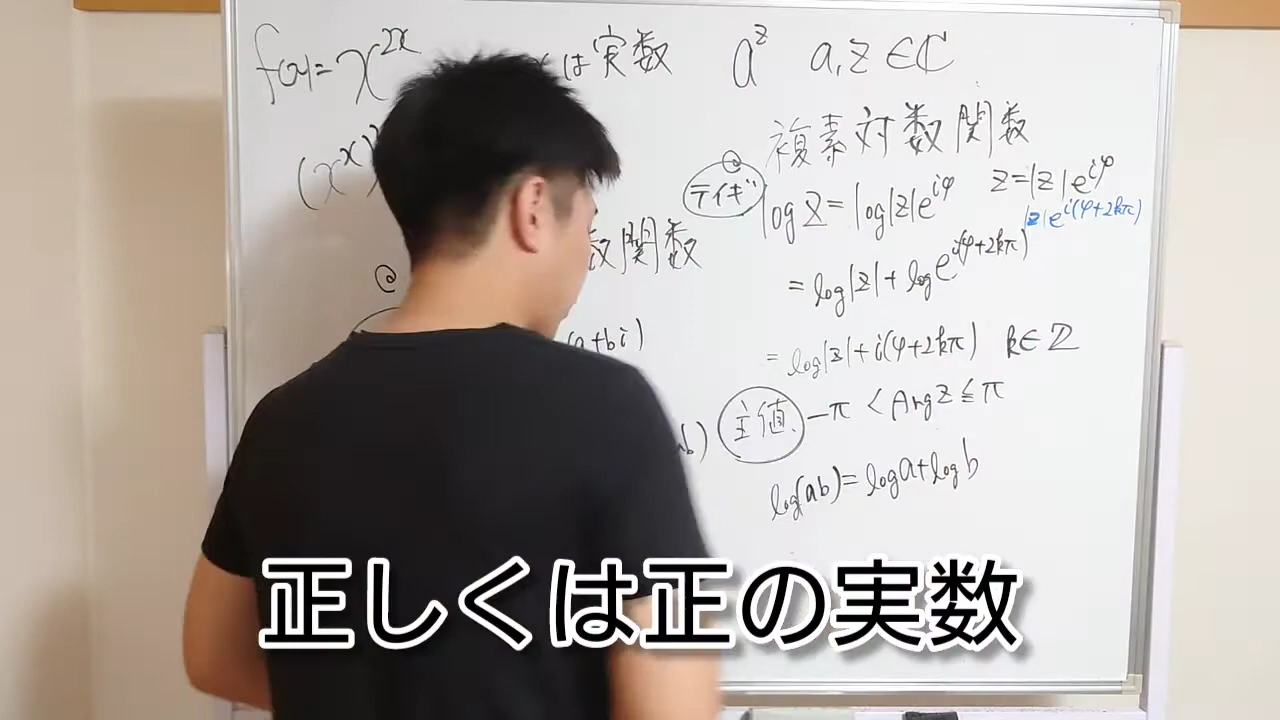 f(x)=x^{2x} xは実数 a^z a,z∈ℂ
(x^x)
複素対数関数
テイギ log z=log|z|e^{iφ} z=|z|e^{iφ}
|z|e^{i(φ+2kπ)}
数関数
=log|z|+log e^{i(φ+2kπ)}
(a+bi)
=log|z|+i(φ+2kπ) k∈ℤ
主値 -π<Arg z≦π
b)
log(ab)=log a+log b
正しくは正の実数